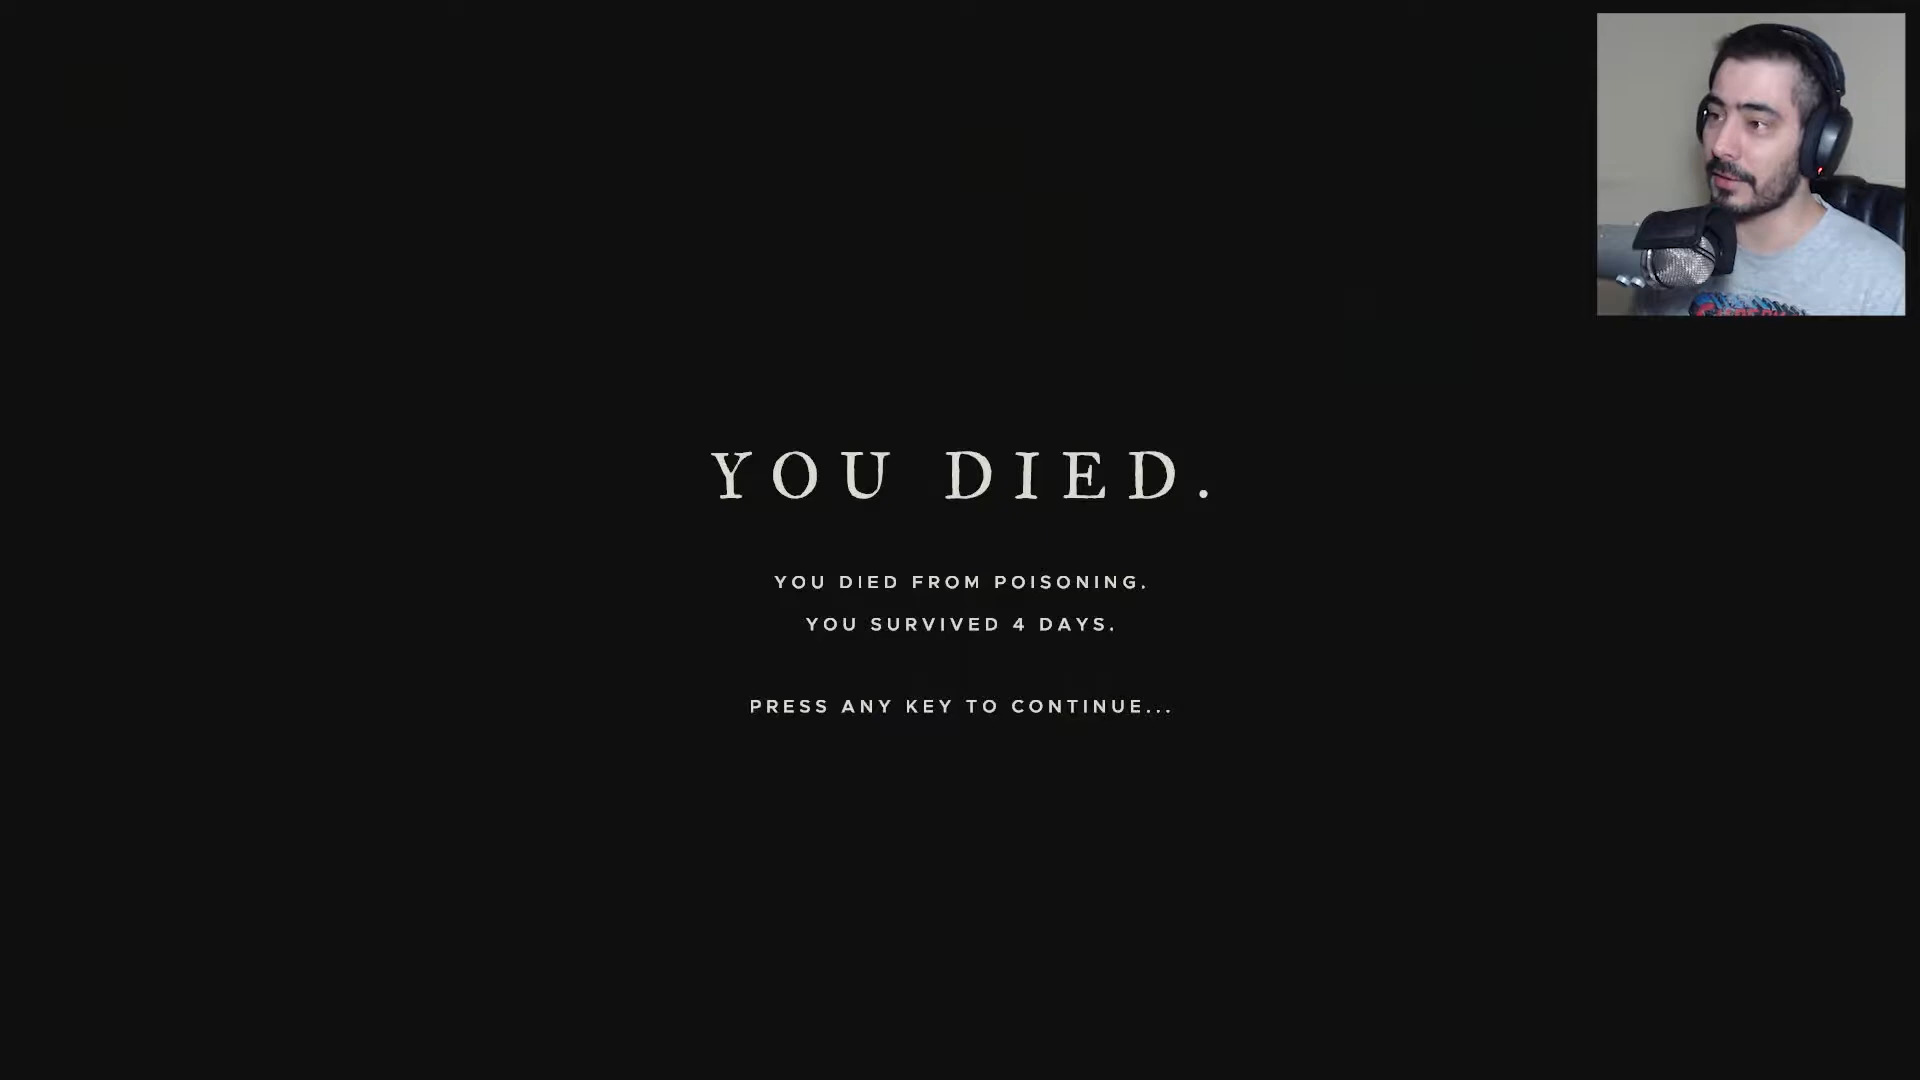 YOU DIED.
YOU DIED FROM POISONING.
YOU SURVIVED 4 DAYS.
PRESS ANY KEY TO CONTINUE...